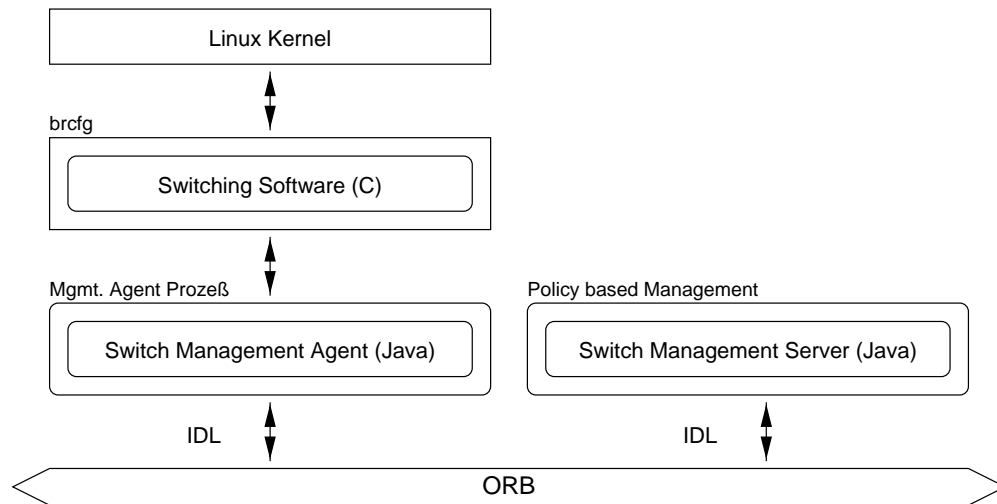 Linux Kernel
brcfg
Switching Software (C)
Mgmt. Agent Prozeß
Policy based Management
Switch Management Agent (Java)
Switch Management Server (Java)
IDL
IDL
ORB